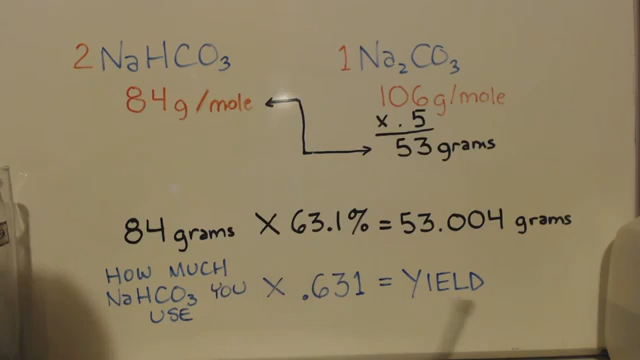 2 NaHCO₃ 1 Na₂CO₃
84 g/mole 106 g/mole
x .5
53 grams
84 grams X 63.1% = 53.004 grams
HOW MUCH
NaHCO₃ YOU X .631 = YIELD
USE